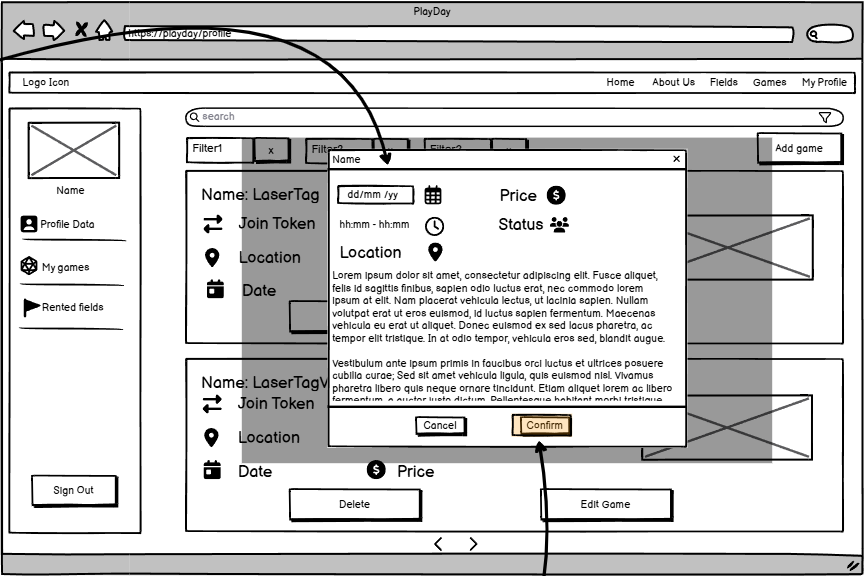 PlayDay
https://playday/profile
Logo Icon
Home About Us Fields Games My Profile
search
Filter1 x
Add game
Name
Profile Data
My games
Rented fields
Sign Out
Name: LaserTag
Join Token
Location
Date
Name: LaserTagV
Join Token
Location
Date
Price
Delete
Edit Game
Name
x
dd/mm /yy
Price
hh:mm - hh:mm
Status
Location
Lorem ipsum dolor sit amet, consectetur adipiscing elit. Fusce aliquet,
felis id sagittis finibus, sapien odio luctus erat, nec commodo lorem
ipsum at elit. Nam placerat vehicula lectus, ut lacinia sapien. Nullam
volutpat erat ut eros euismod, id luctus sapien fermentum. Maecenas
vehicula eu erat ut aliquet. Donec euismod ex sed lacus pharetra, ac
tempor elit tristique. In at odio tempor, vehicula eros sed, blandit augue.
Vestibulum ante ipsum primis in faucibus orci luctus et ultrices posuere
cubilia curae; Sed sit amet vehicula ligula, quis euismod nisl. Vivamus
pharetra libero quis neque ornare tincidunt. Etiam aliquet lorem ac libero
fermentum, a auctor justo dictum. Pellentesque habitant morbi tristique
Cancel
Confirm